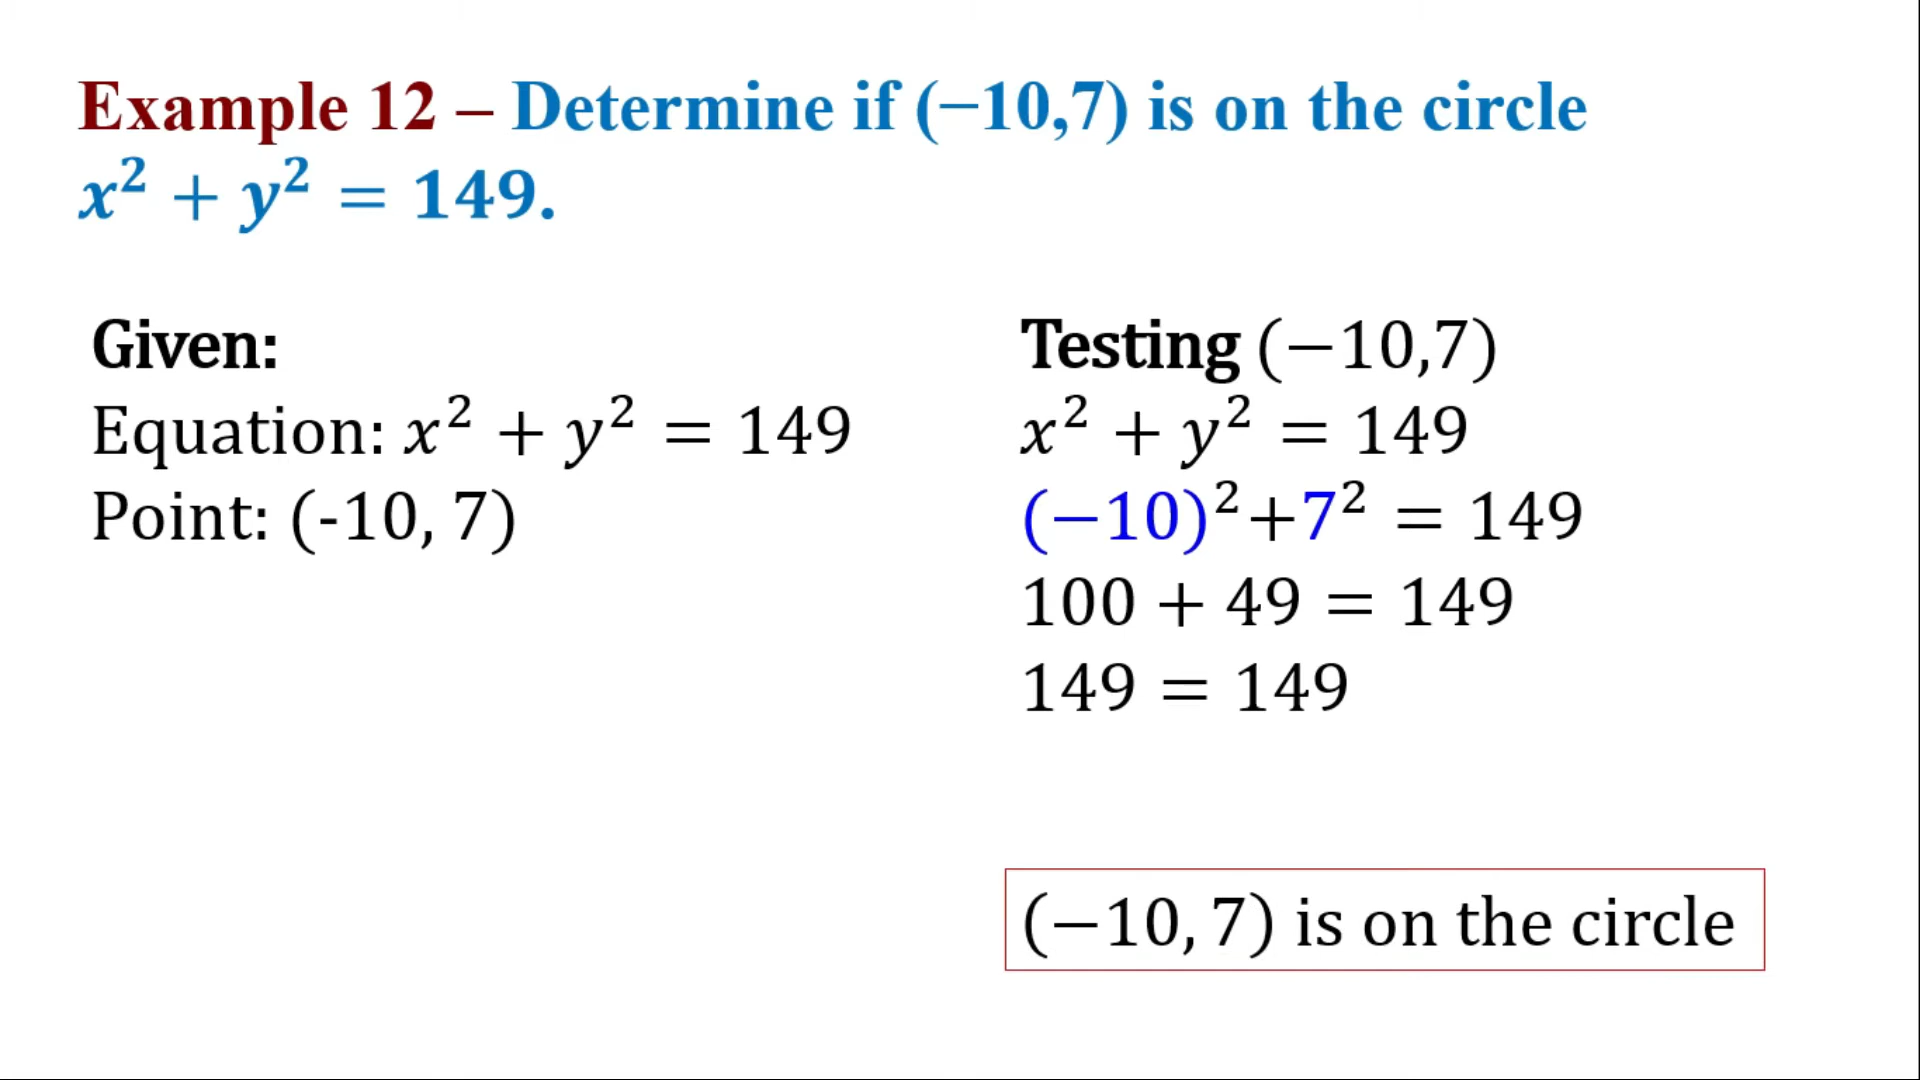 Example 12 – Determine if (−10,7) is on the circle
x² + y² = 149.
Given:
Equation: x² + y² = 149
Point: (-10, 7)
Testing (−10,7)
x² + y² = 149
(−10)²+7² = 149
100 + 49 = 149
149 = 149
(−10, 7) is on the circle